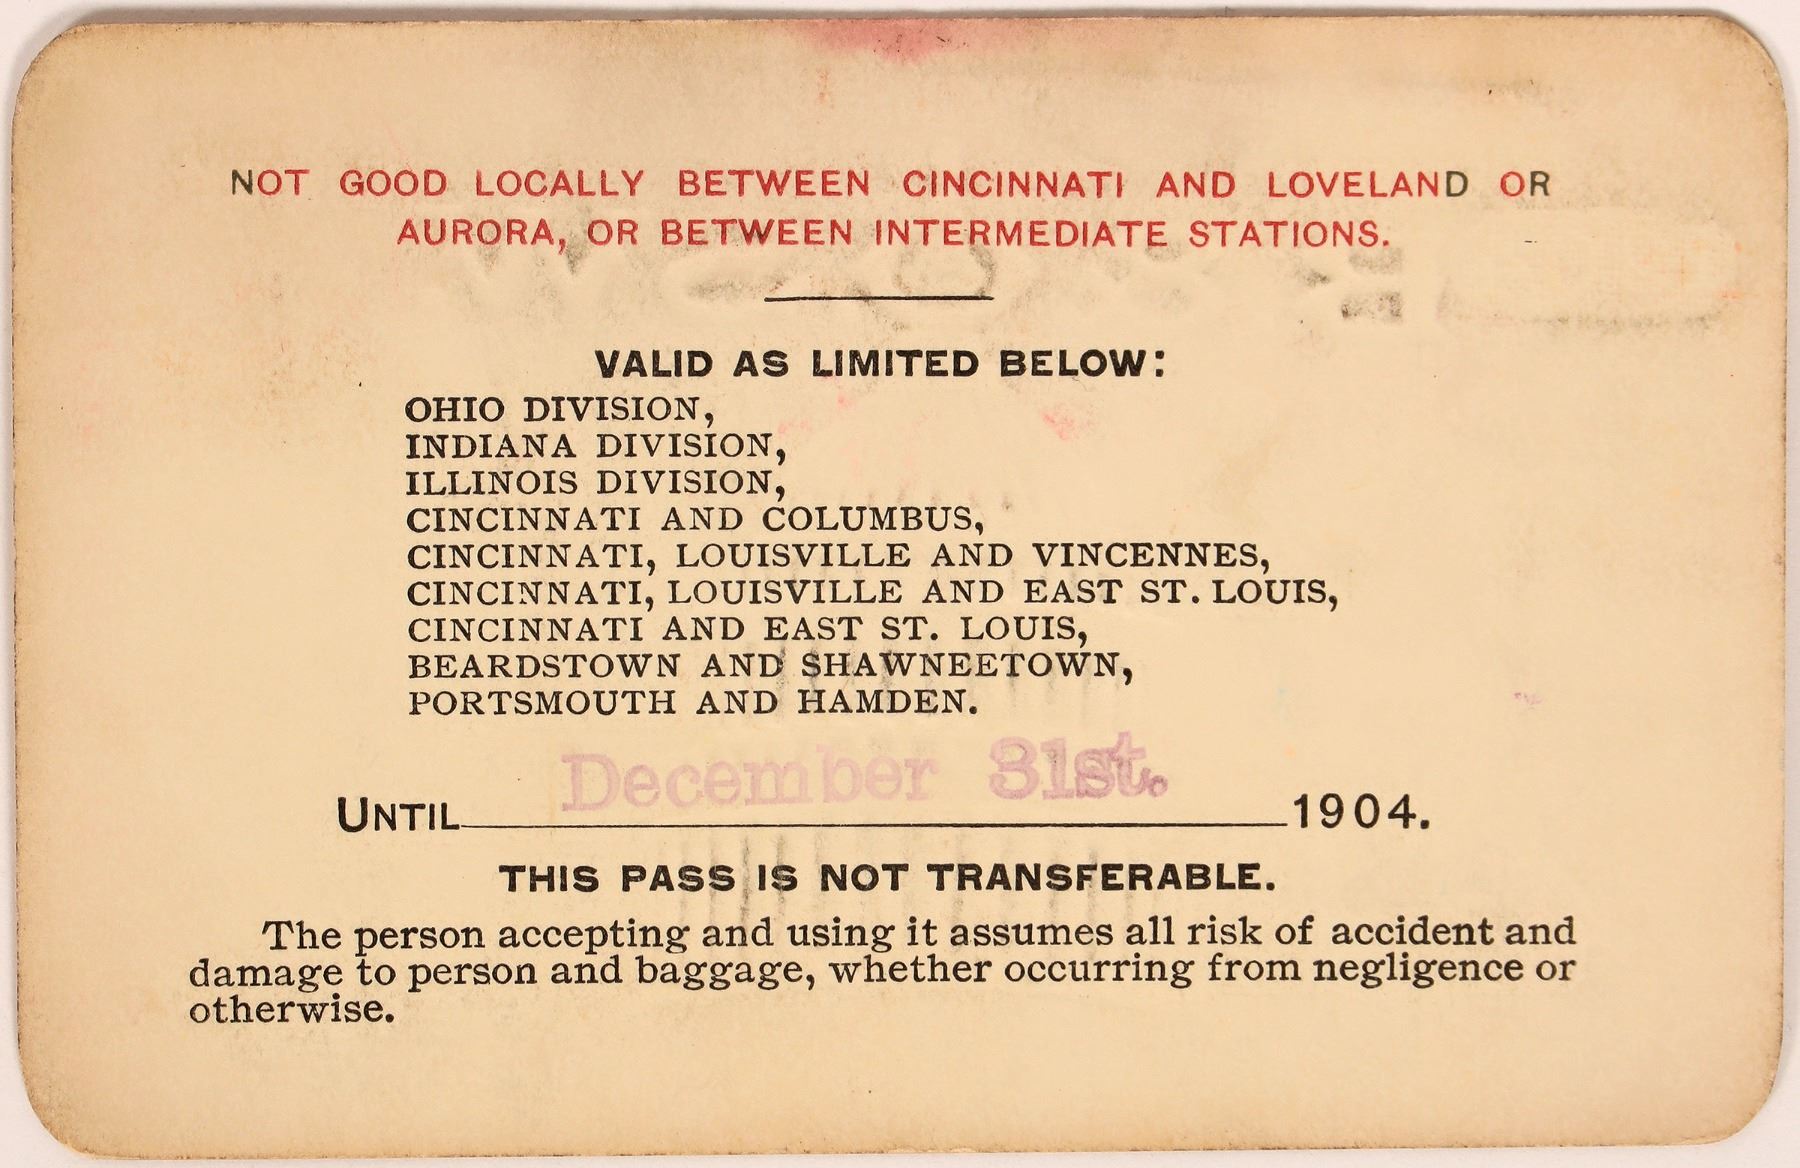 NOT GOOD LOCALLY BETWEEN CINCINNATI AND LOVELAND OR
AURORA, OR BETWEEN INTERMEDIATE STATIONS.
VALID AS LIMITED BELOW:
OHIO DIVISION,
INDIANA DIVISION,
ILLINOIS DIVISION,
CINCINNATI AND COLUMBUS,
CINCINNATI, LOUISVILLE AND VINCENNES,
CINCINNATI, LOUISVILLE AND EAST ST. LOUIS,
CINCINNATI AND EAST ST. LOUIS,
BEARDSTOWN AND SHAWNEETOWN,
PORTSMOUTH AND HAMDEN.
UNTIL December 31st. 1904.
THIS PASS IS NOT TRANSFERABLE.
The person accepting and using it assumes all risk of accident and
damage to person and baggage, whether occurring from negligence or
otherwise.